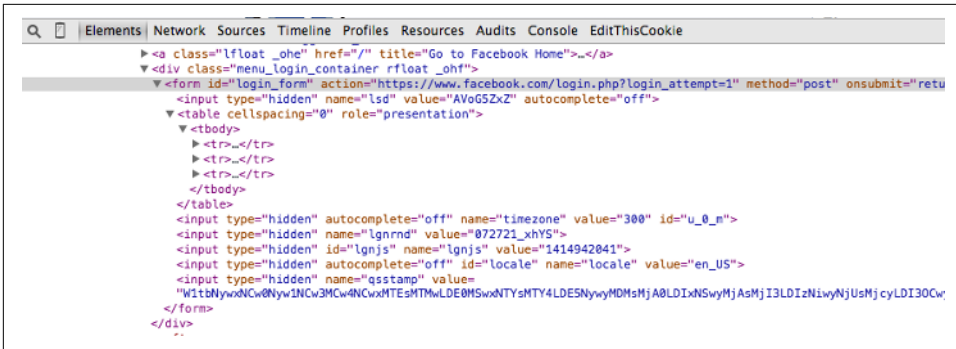 Elements Network Sources Timeline Profiles Resources Audits Console EditThisCookie
▶<a class="lfloat _ohe" href="/" title="Go to Facebook Home">…</a>
▼<div class="menu_login_container rfloat _ohf">
▼<form id="login_form" action="https://www.facebook.com/login.php?login_attempt=1" method="post" onsubmit="retu
<input type="hidden" name="lsd" value="AVoG5ZxZ" autocomplete="off">
▼<table cellspacing="0" role="presentation">
▼<tbody>
▶<tr>…</tr>
▶<tr>…</tr>
▶<tr>…</tr>
</tbody>
</table>
<input type="hidden" autocomplete="off" name="timezone" value="300" id="u_0_m">
<input type="hidden" name="lgnrnd" value="072721_xhYS">
<input type="hidden" id="lgnjs" name="lgnjs" value="1414942041">
<input type="hidden" autocomplete="off" id="locale" name="locale" value="en_US">
<input type="hidden" name="qsstamp" value=
"W1tbNywxNCw0Nyw1NCw3MCw4NCwxMTEsMTMwLDE0MSwxNTYsMTY4LDE5NywyMDMsMjA0LDIxNSwyMjAsMjI3LDIzNiwyNjUsMjcyLDI3OCw
</form>
</div>